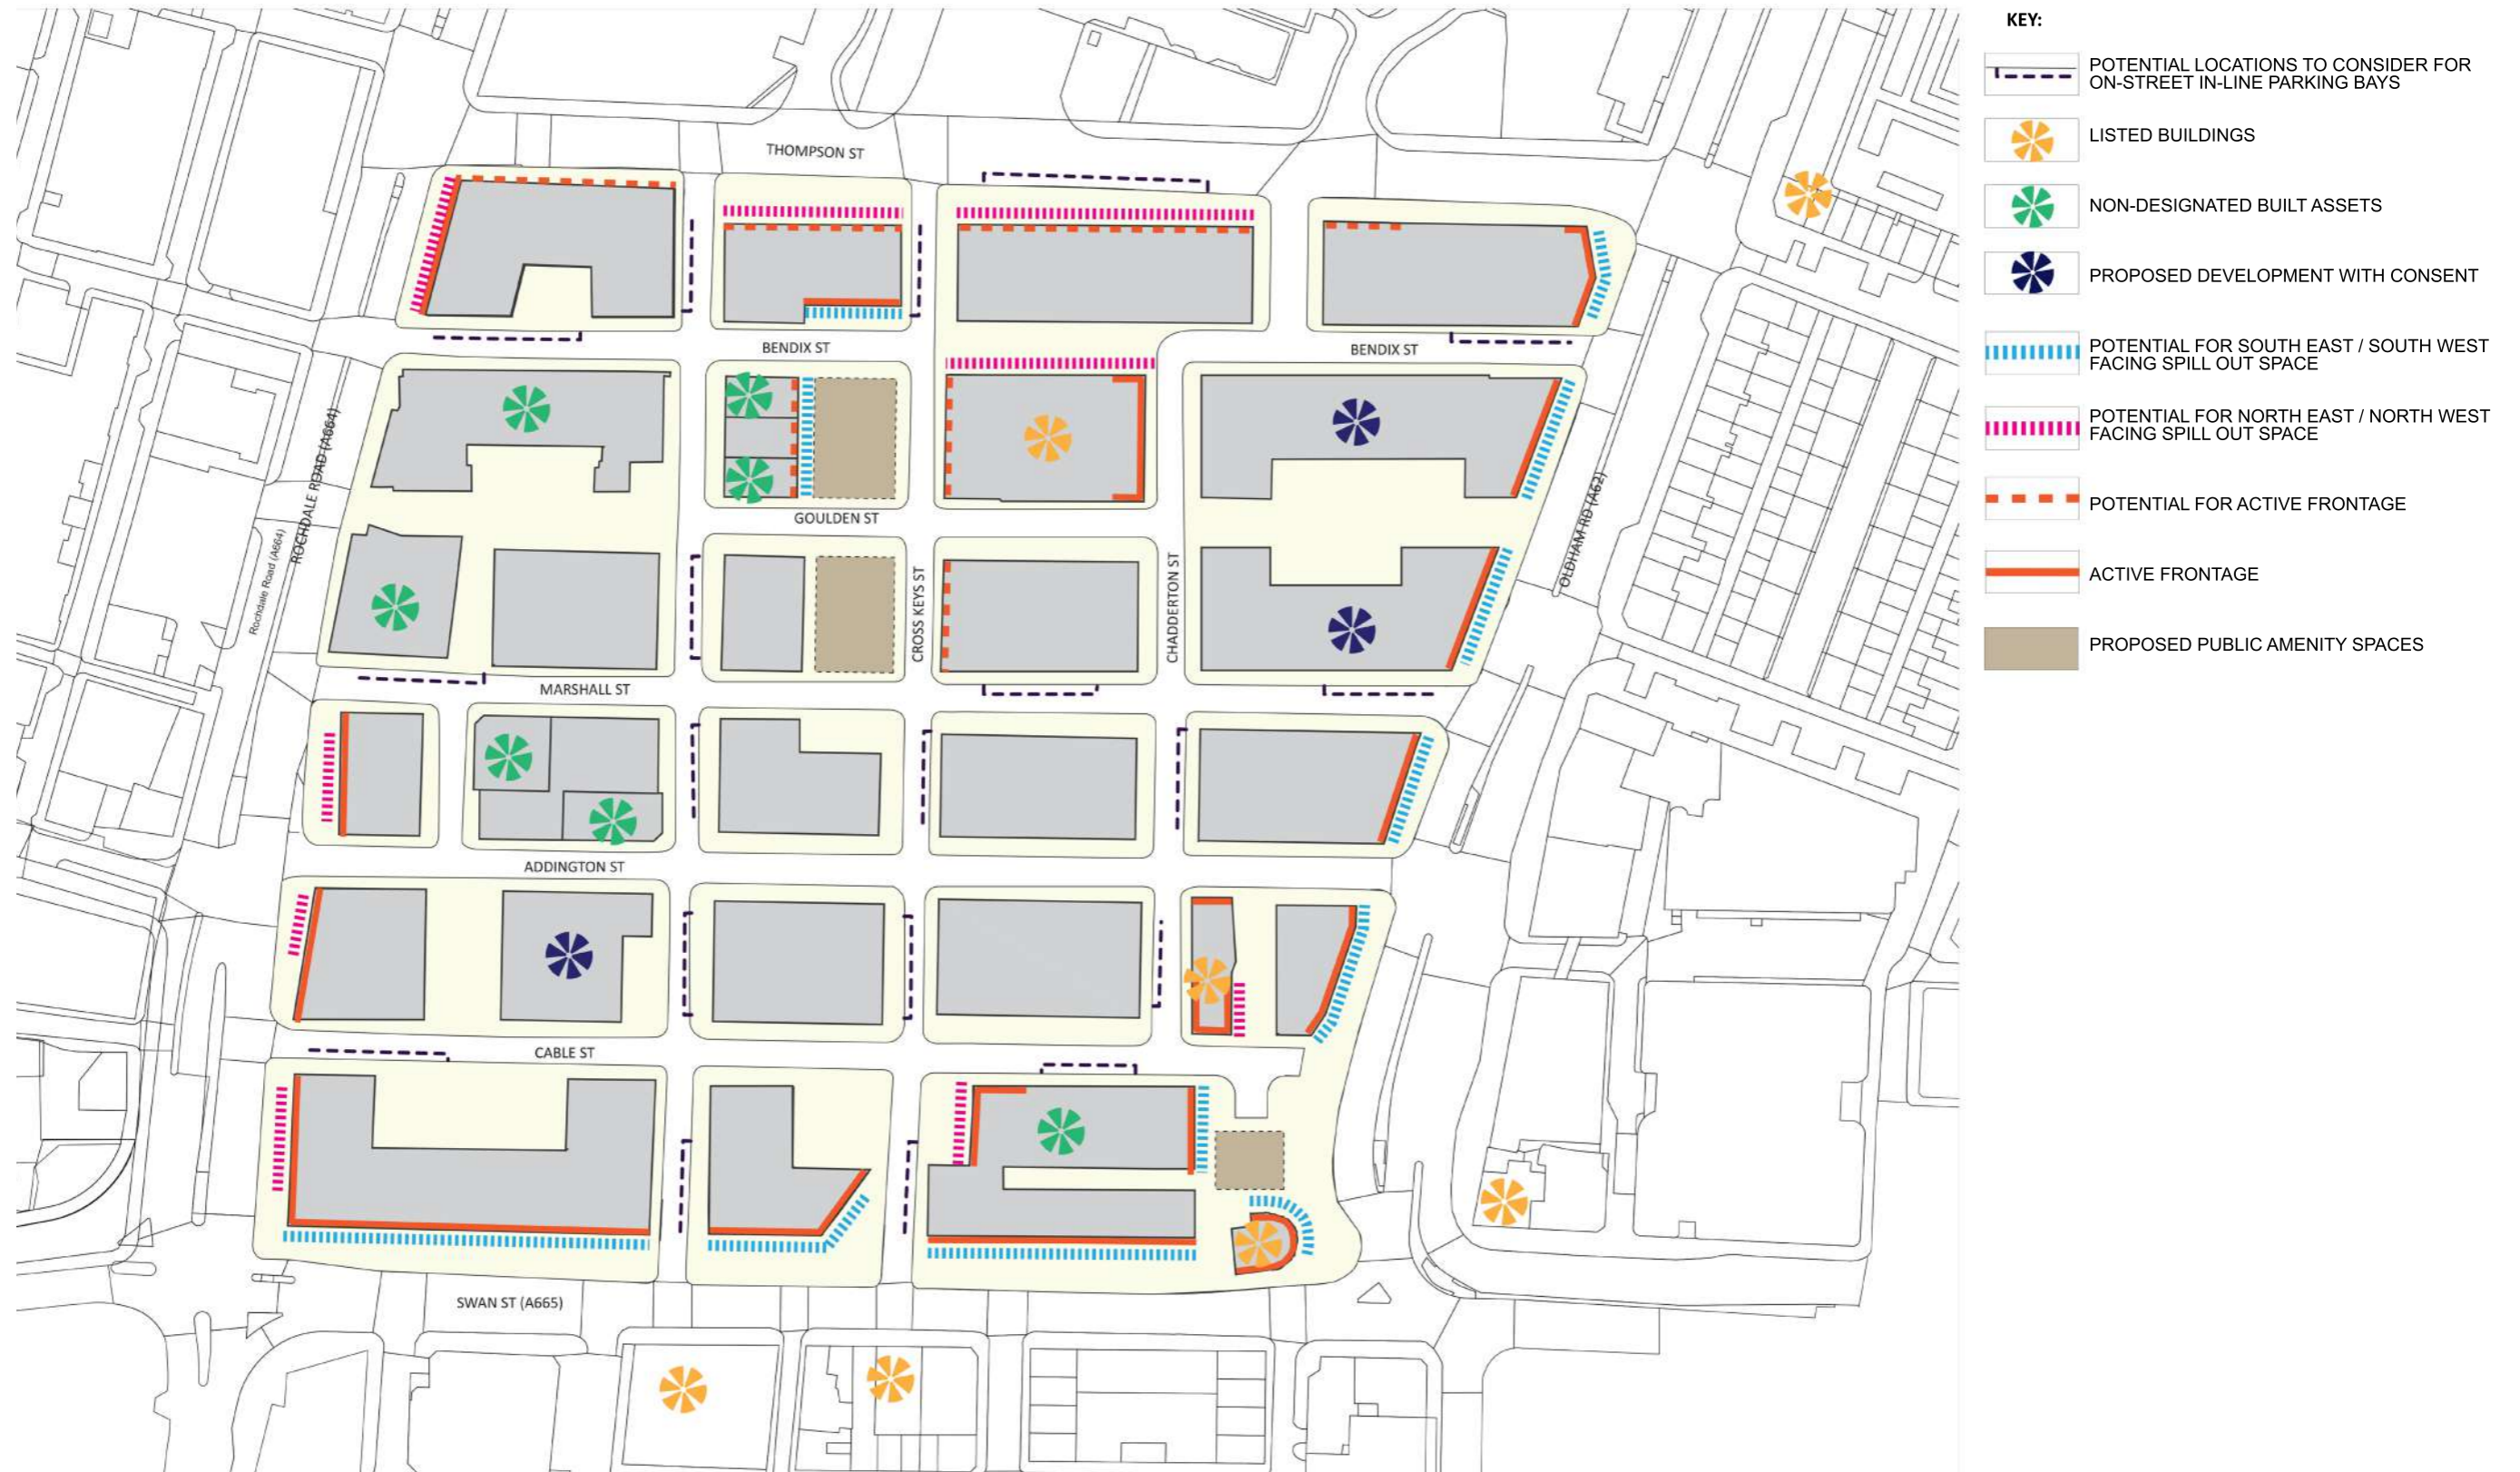 KEY:
POTENTIAL LOCATIONS TO CONSIDER FOR
ON-STREET IN-LINE PARKING BAYS
LISTED BUILDINGS
NON-DESIGNATED BUILT ASSETS
PROPOSED DEVELOPMENT WITH CONSENT
POTENTIAL FOR SOUTH EAST / SOUTH WEST
FACING SPILL OUT SPACE
POTENTIAL FOR NORTH EAST / NORTH WEST
FACING SPILL OUT SPACE
POTENTIAL FOR ACTIVE FRONTAGE
ACTIVE FRONTAGE
PROPOSED PUBLIC AMENITY SPACES
THOMPSON ST
BENDIX ST
BENDIX ST
ROCHDALE ROAD (A664)
Rochdale Road (A664)
GOULDEN ST
OLDHAM RD (A62)
CROSS KEYS ST
CHADDERTON ST
MARSHALL ST
ADDINGTON ST
CABLE ST
SWAN ST (A665)